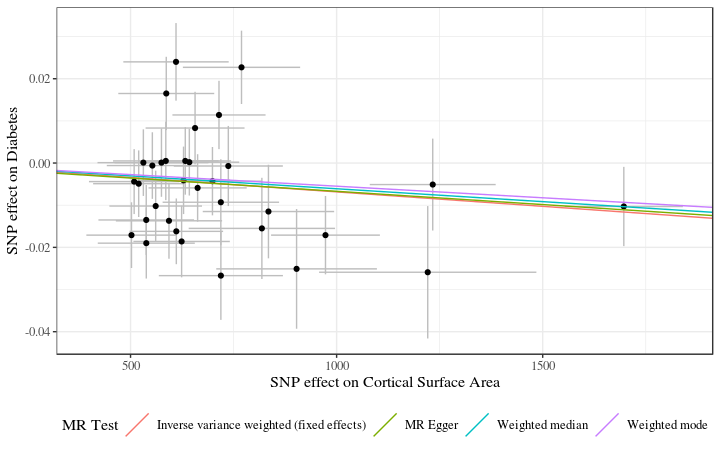 SNP effect on Diabetes
0.02
0.00
-0.02
-0.04
500
1000
1500
SNP effect on Cortical Surface Area
MR Test
Inverse variance weighted (fixed effects)
MR Egger
Weighted median
Weighted mode